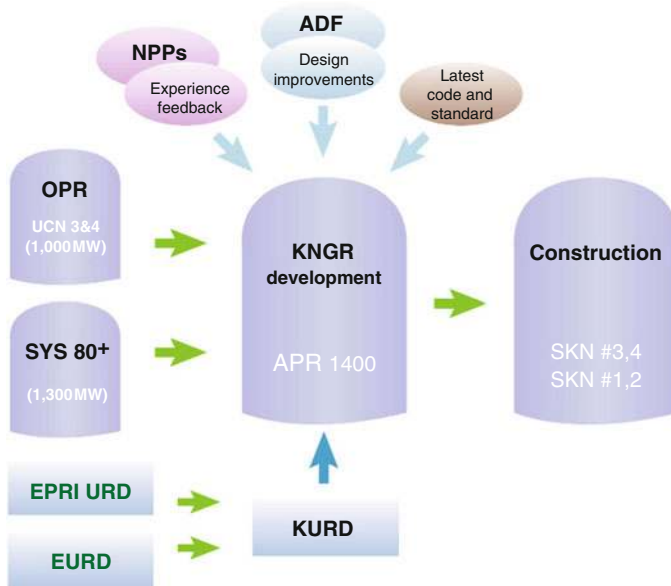 ADF
NPPs
Design
improvements
Experience
feedback
Latest
code and
standard
OPR
UCN 3&4
(1,000MW)
KNGR
development
APR 1400
Construction
SKN #3,4
SKN #1,2
SYS 80+
(1,300MW)
EPRI URD
KURD
EURD